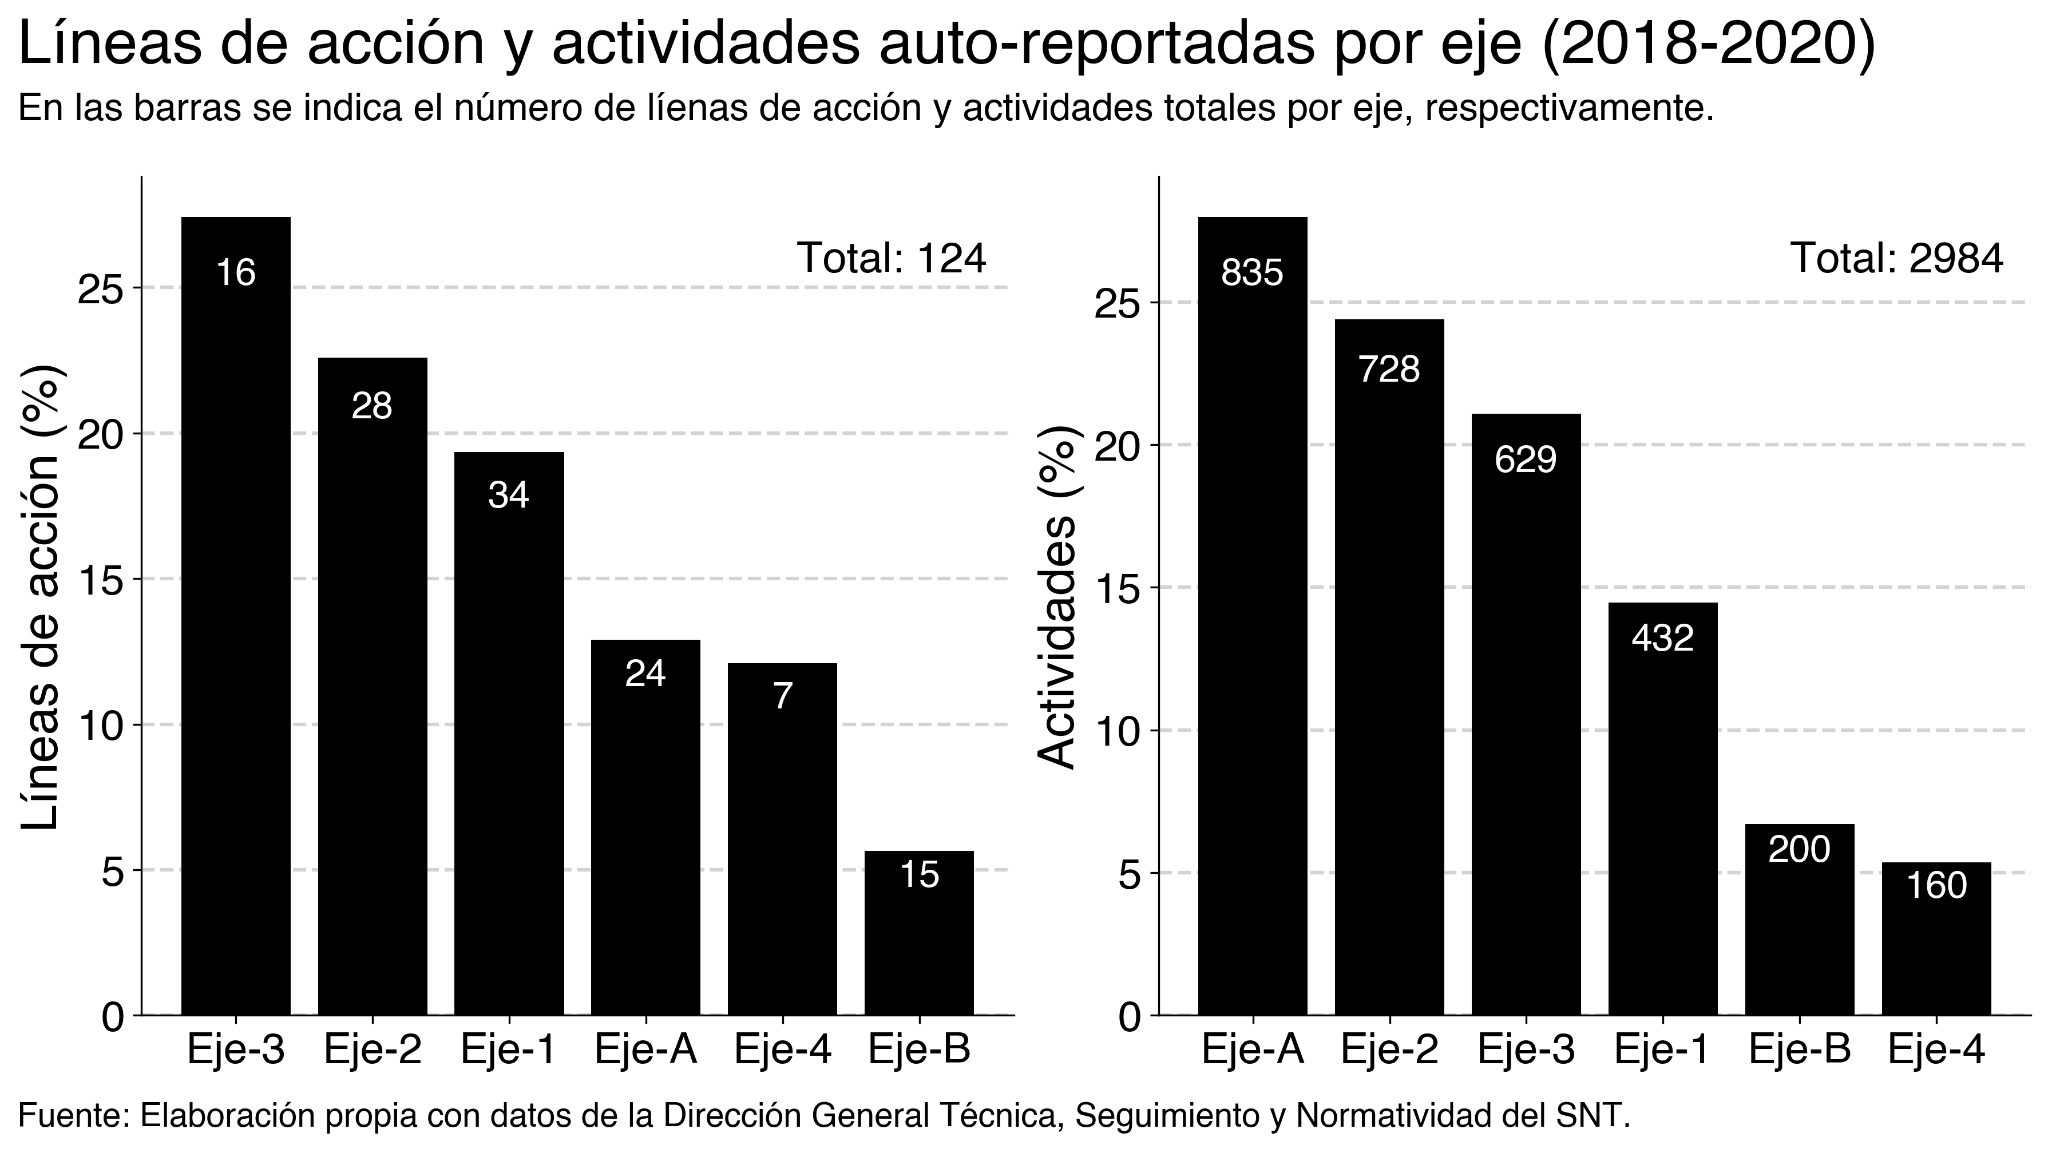 Líneas de acción y actividades auto-reportadas por eje (2018-2020)
En las barras se indica el número de líenas de acción y actividades totales por eje, respectivamente.
Líneas de acción (%)
25
20
15
10
5
0
Total: 124
16
28
34
24
7
15
Eje-3 Eje-2 Eje-1 Eje-A Eje-4 Eje-B
Actividades (%)
25
20
15
10
5
0
Total: 2984
835
728
629
432
200
160
Eje-A Eje-2 Eje-3 Eje-1 Eje-B Eje-4
Fuente: Elaboración propia con datos de la Dirección General Técnica, Seguimiento y Normatividad del SNT.